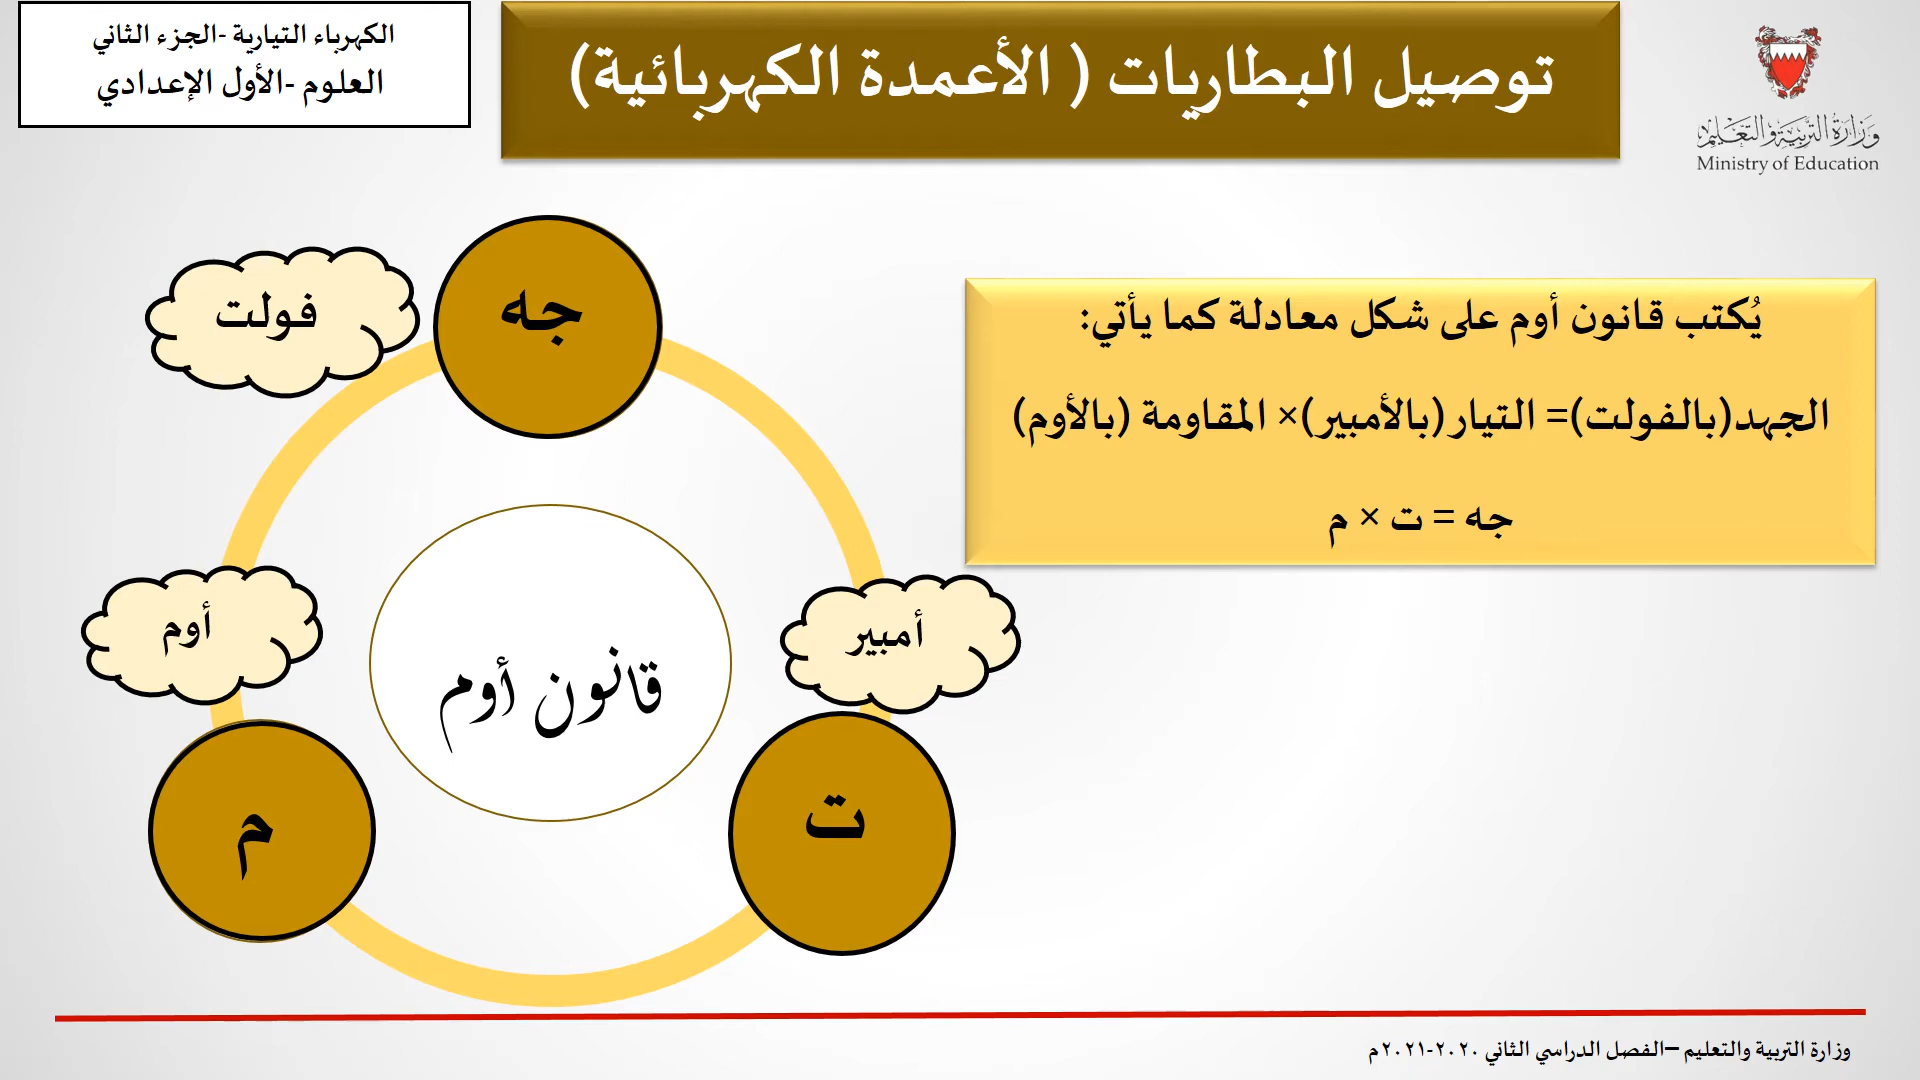 الكهرباء التيارية -الجزء الثاني
العلوم -الأول الإعدادي
توصيل البطاريات ( الأعمدة الكهربائية)
وزارة التربية والتعليم
Ministry of Education
يُكتب قانون أوم على شكل معادلة كما يأتي:
الجهد(بالفولت)= التيار(بالأمبير)× المقاومة (بالأوم)
جه = ت × م
جه
فولت
أمبير
ت
أوم
م
قانون أوم
وزارة التربية والتعليم –الفصل الدراسي الثاني ٢٠٢٠-٢٠٢١م